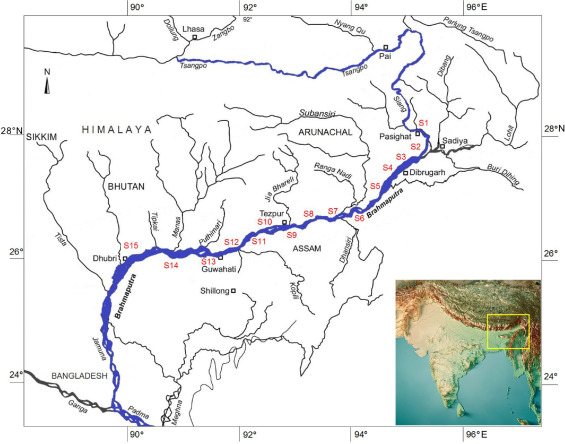 90
92
94
96°E
92°
Lhasa
Doilung
Zangbo
Nyang Qu
Parlung Tsangpo
Pai
Tsangpo
Tsangpo
Dibang
N
Siang
S1
Subansiri
HIMALAYA
ARUNACHAL
Pasighat
Lohit
28°N
28°N
SIKKIM
S2
Sadiya
S3
S4
Ranga Nadi
Dibrugarh
Buri Dihing
BHUTAN
Jia Bhareli
S5
Brahmaputra
Tista
Tipkai
Manas
Puthimari
Tezpur
S10
S8
S7
S6
S15
S12
S11
S9
Dhansiri
ASSAM
Dhubri
S14
S13
Guwahati
26°
26°
Kopili
Shillong
Brahmaputra
Jamuna
24°
BANGLADESH
24°
Ganga
Padma
Meghna
90
92
94
96°E